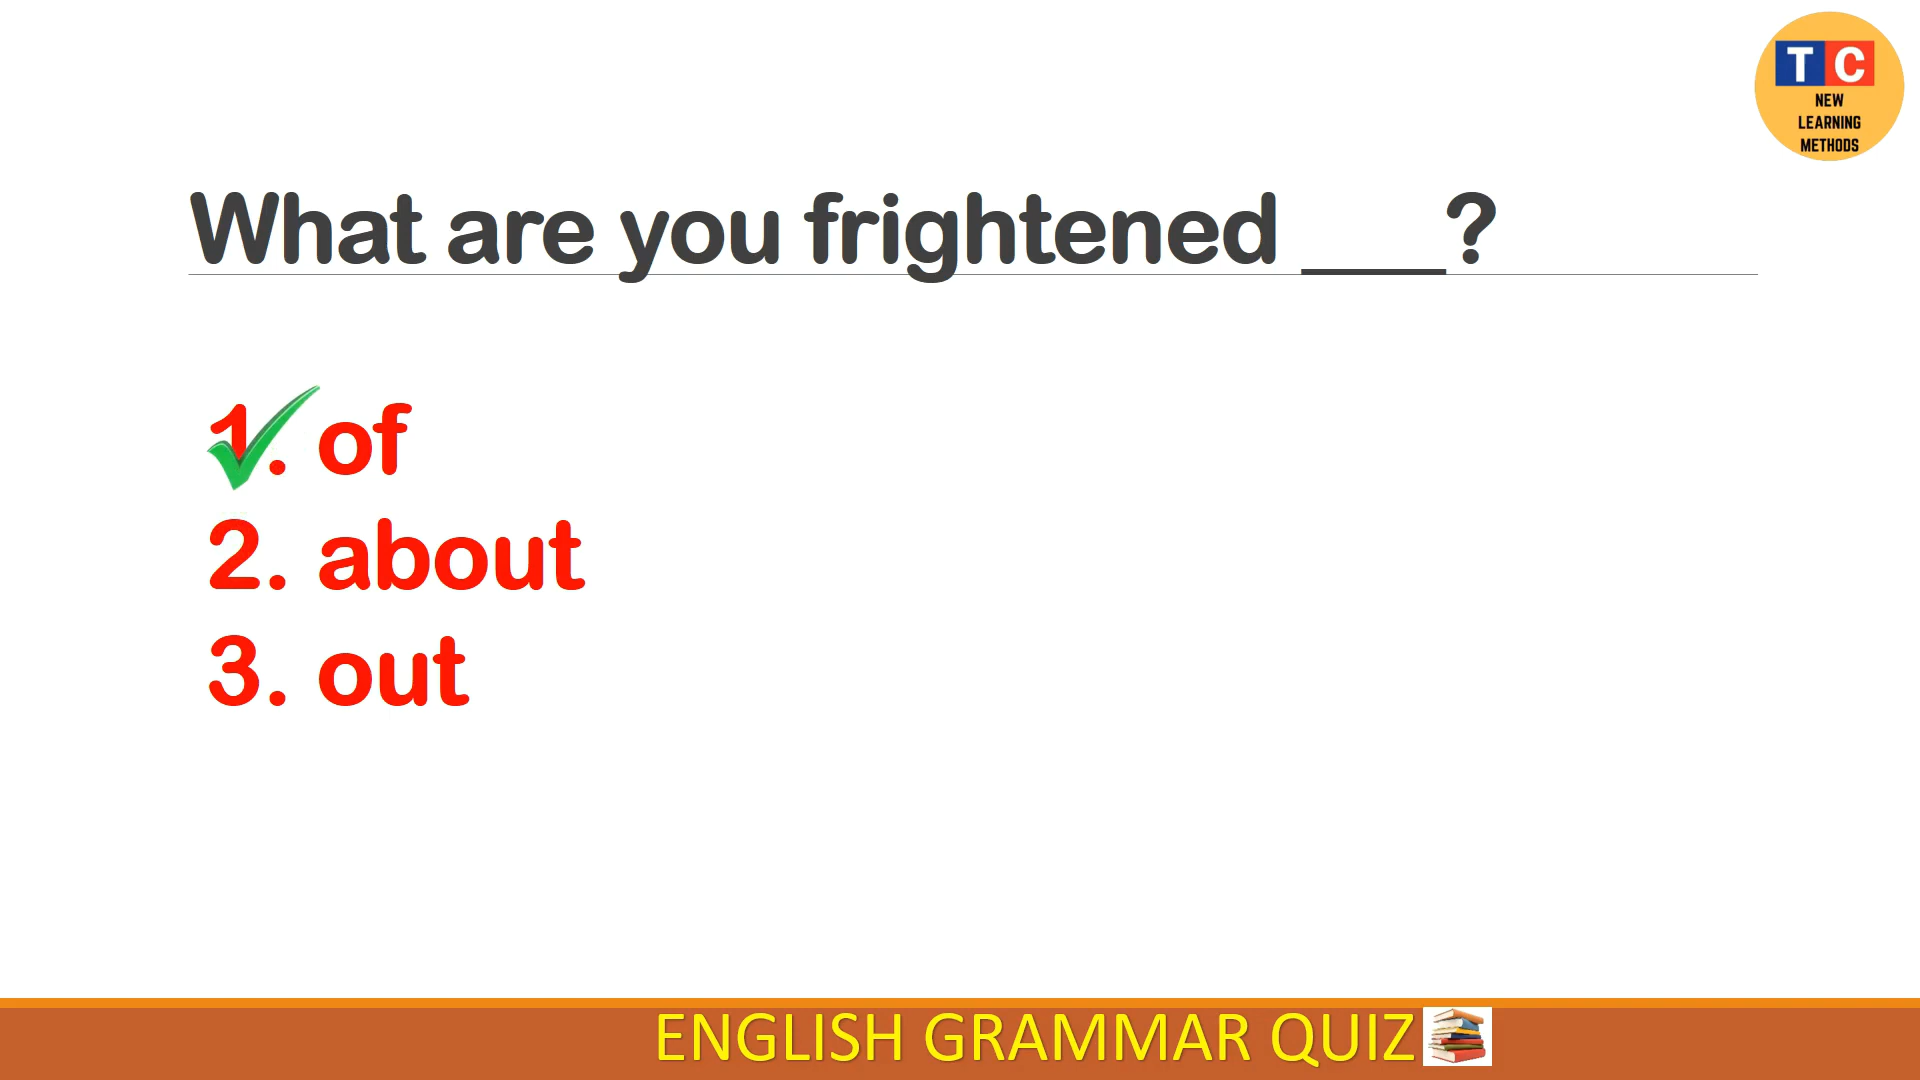 TC
NEW
LEARNING
METHODS
What are you frightened ___?
1. of
2. about
3. out
ENGLISH GRAMMAR QUIZ